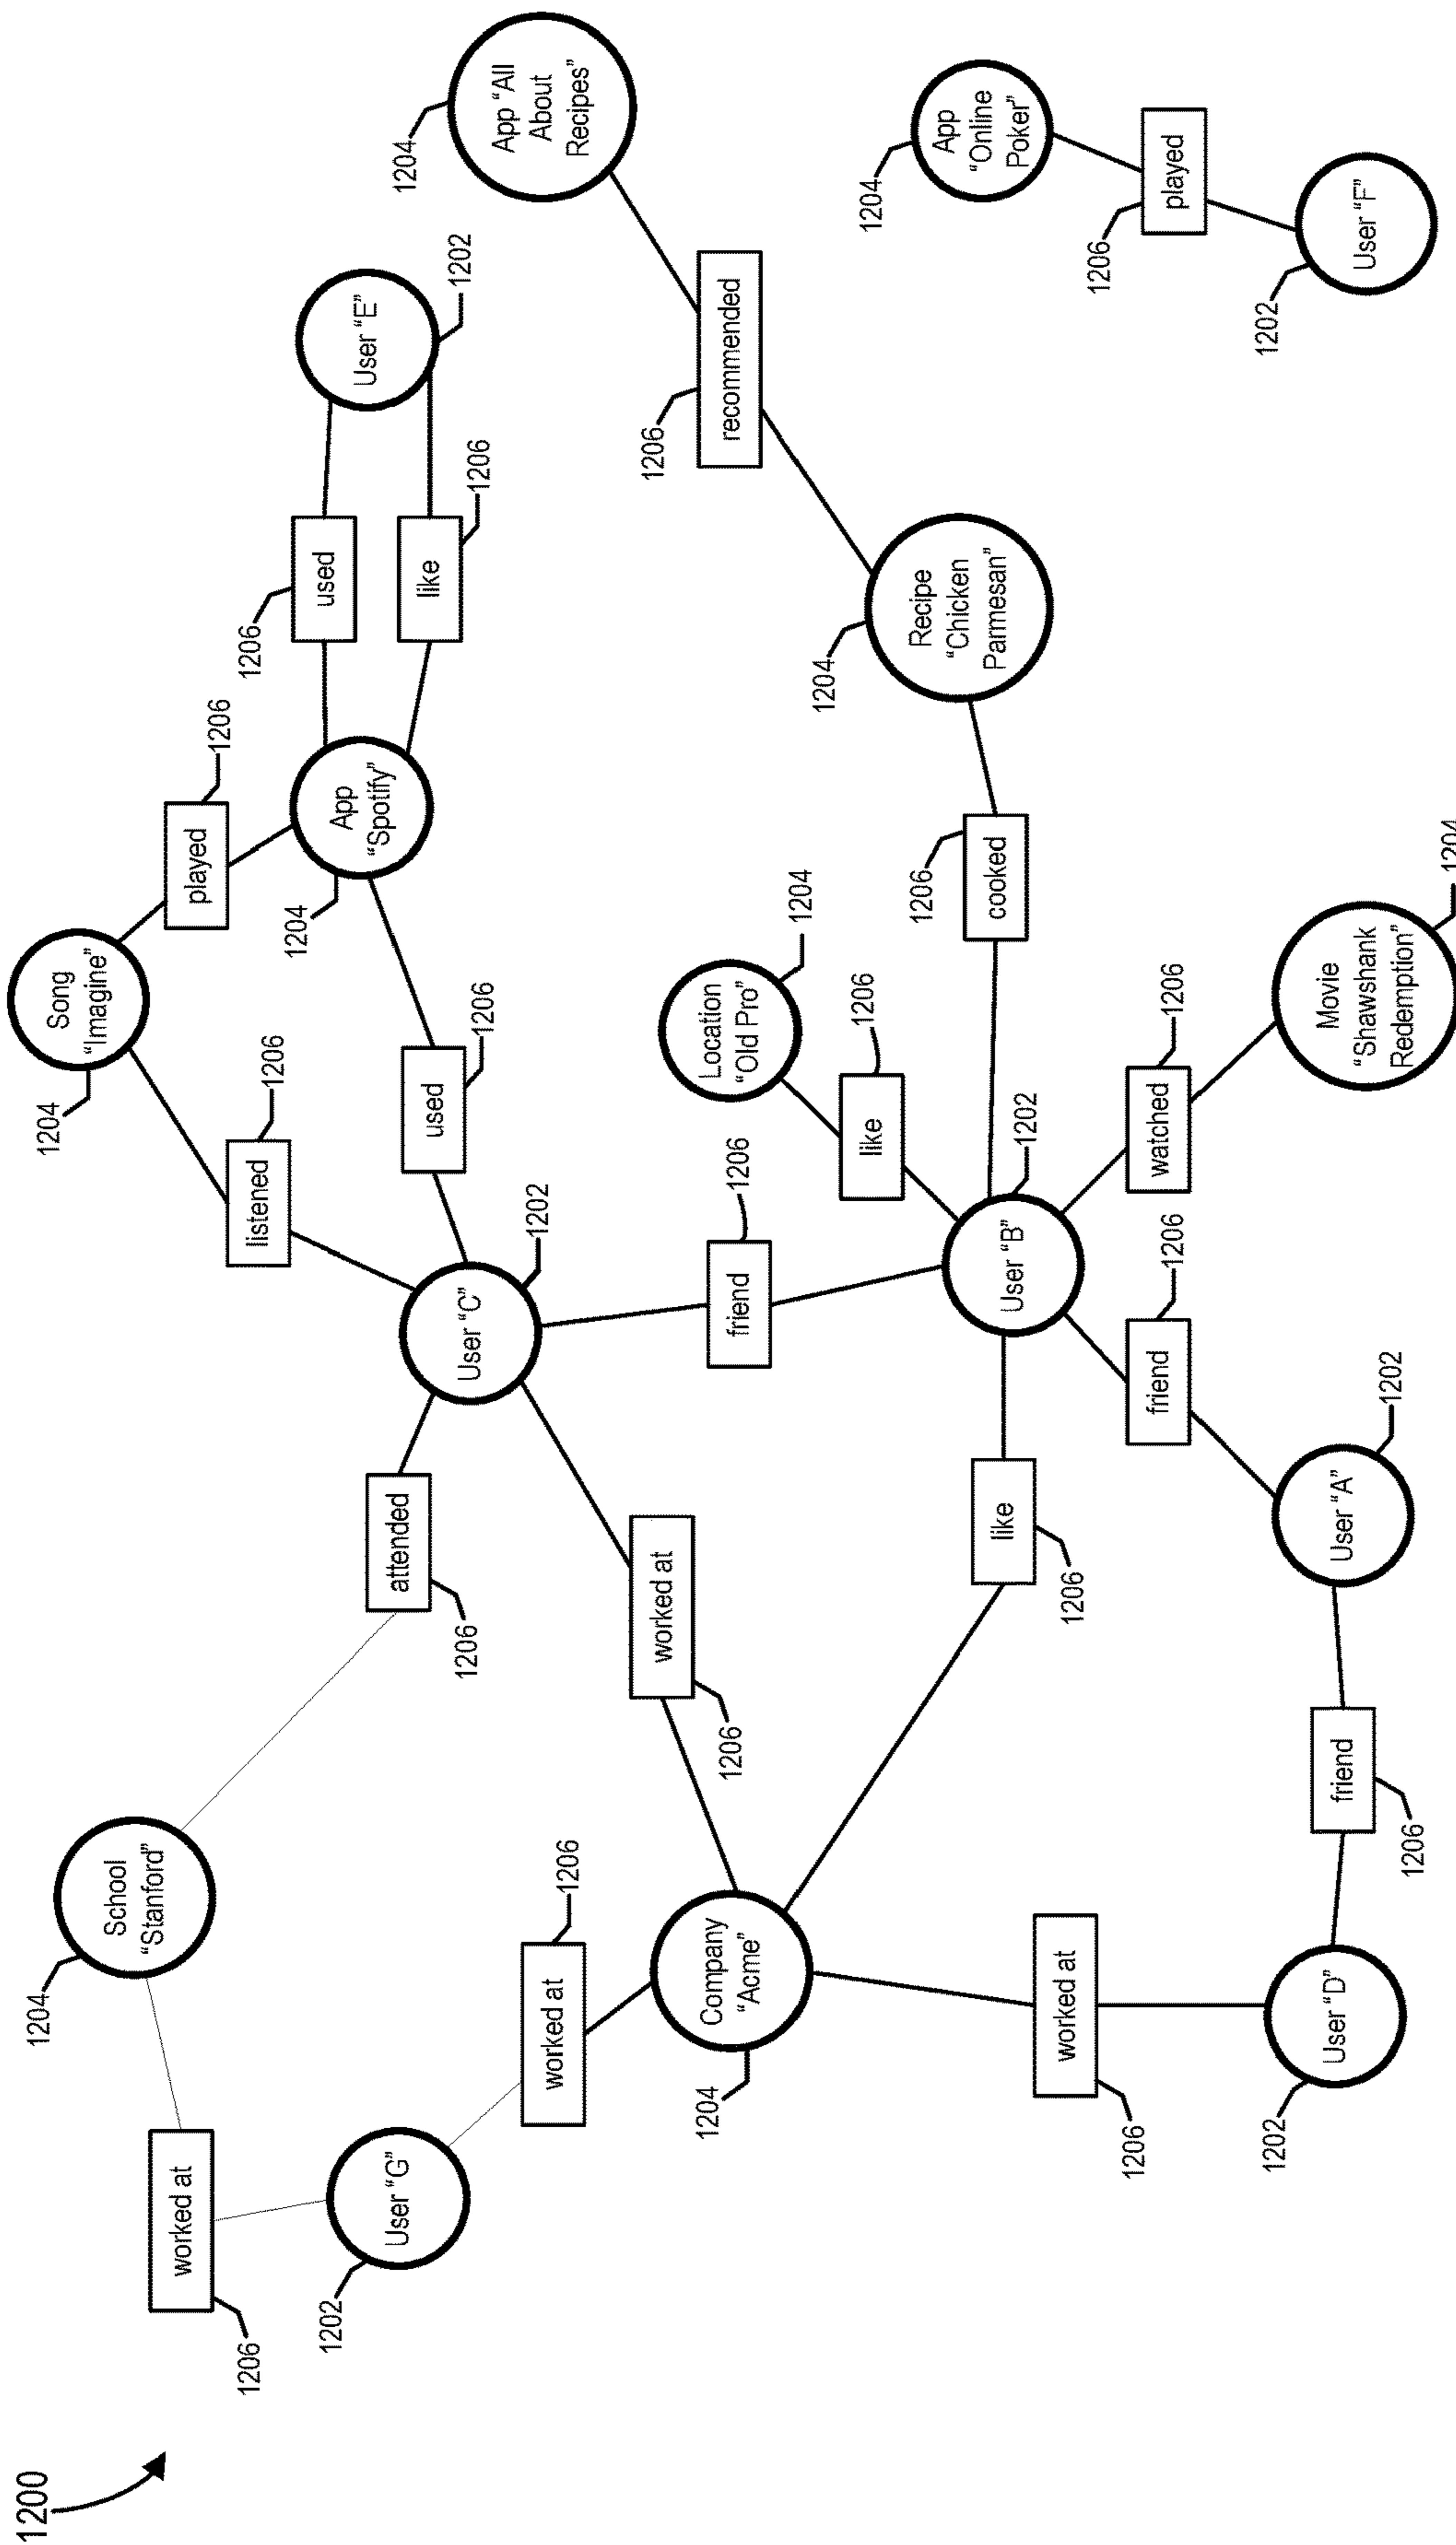 1200
1204
School
"Stanford"
1204
Song
"Imagine"
worked at
1206
attended
1206
listened
1206
played
1206
User "G"
1202
User "C"
1202
used
1206
App
"Spotify"
1204
used
1206
like
1206
User "E"
1202
1204
App "All
About
Recipes"
worked at
1206
worked at
1206
friend
1206
Location
"Old Pro"
1204
recommended
1206
Company
"Acme"
1204
like
1206
cooked
1206
Recipe
"Chicken
Parmesan"
1204
App
"Online
Poker"
1204
like
1206
User "B"
1202
worked at
1206
friend
1206
watched
1206
played
1206
User "D"
1202
friend
1206
User "A"
1202
Movie
"Shawshank
Redemption"
1204
User "F"
1202